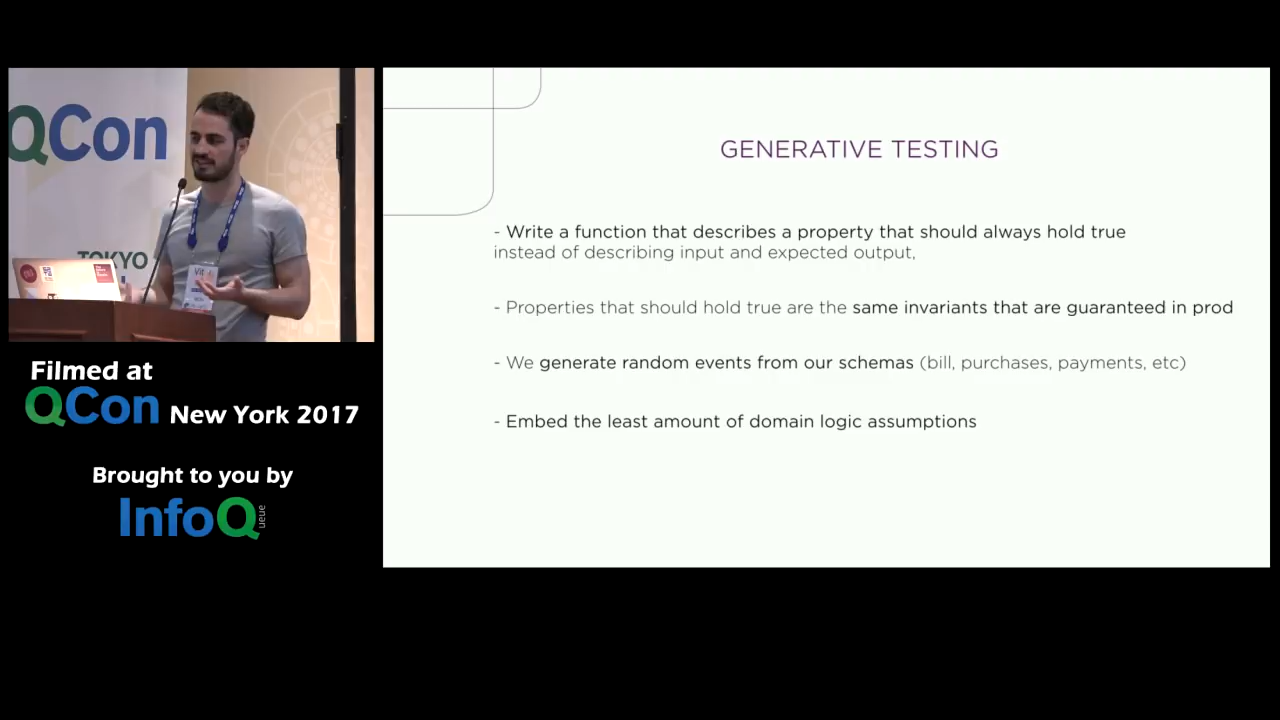 QCon
TOKYO
Vit
Filmed at
QCon New York 2017
Brought to you by
InfoQ
ueue
GENERATIVE TESTING
- Write a function that describes a property that should always hold true
instead of describing input and expected output,
- Properties that should hold true are the same invariants that are guaranteed in prod
- We generate random events from our schemas (bill, purchases, payments, etc)
- Embed the least amount of domain logic assumptions